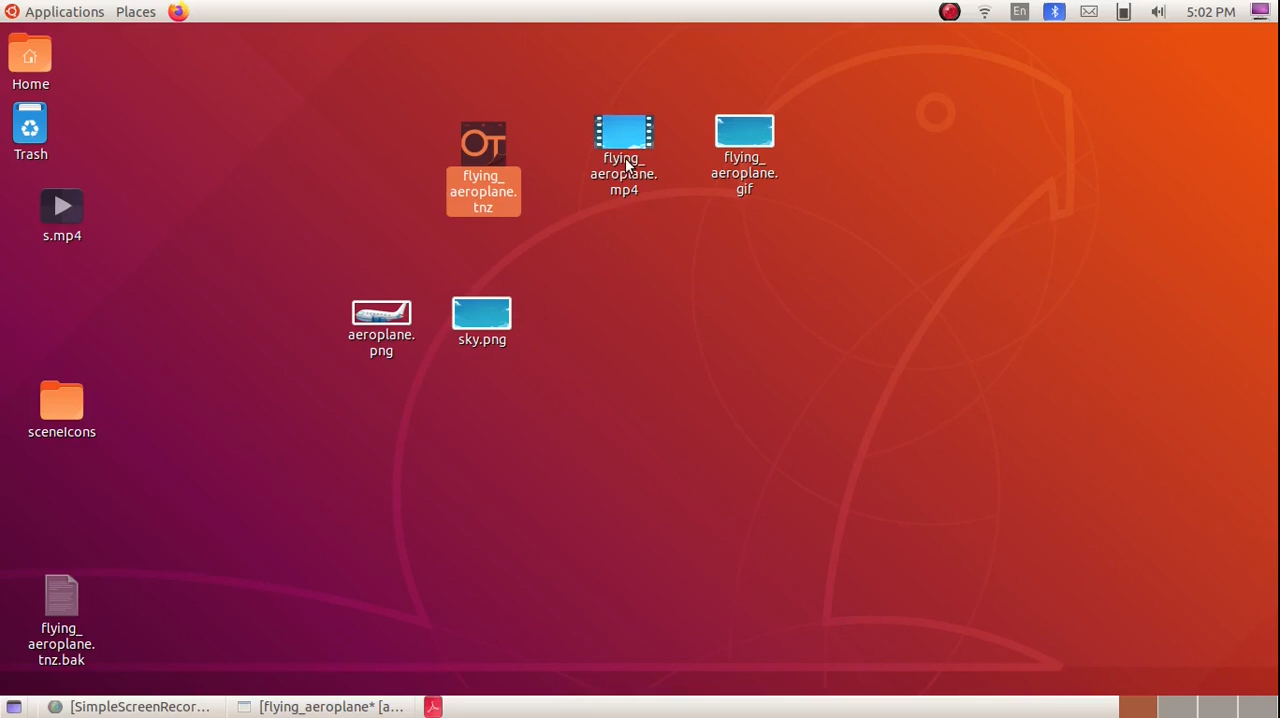 Applications Places En 5:02 PM
Home
Trash
s.mp4
OT
flying_
aeroplane.
tnz
flying_
aeroplane.
mp4
flying_
aeroplane.
gif
aeroplane.
png
sky.png
sceneIcons
flying_
aeroplane.
tnz.bak
[SimpleScreenRecor... [flying_aeroplane* [a...